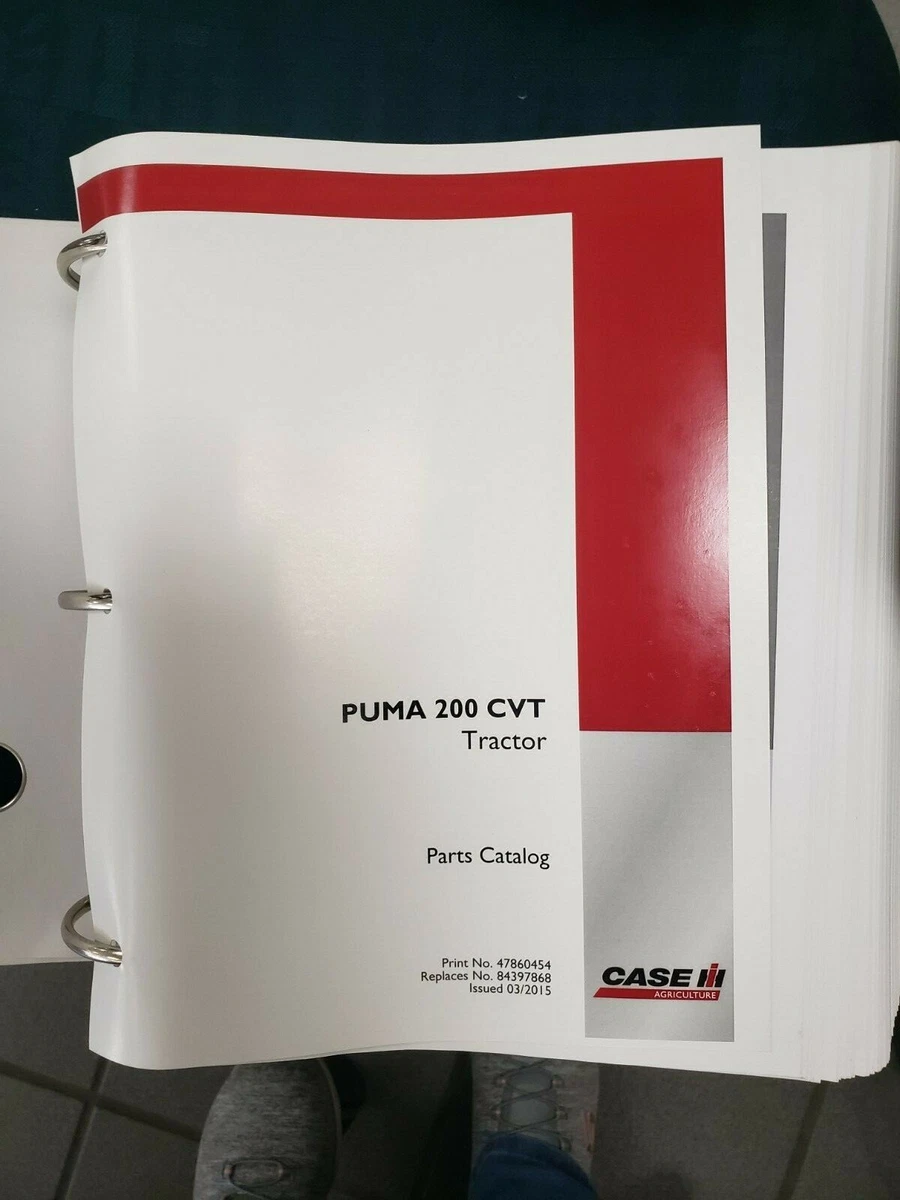 PUMA 200 CVT
Tractor
Parts Catalog
Print No. 47860454
Replaces No. 84397868
Issued 03/2015
CASE IH
AGRICULTURE